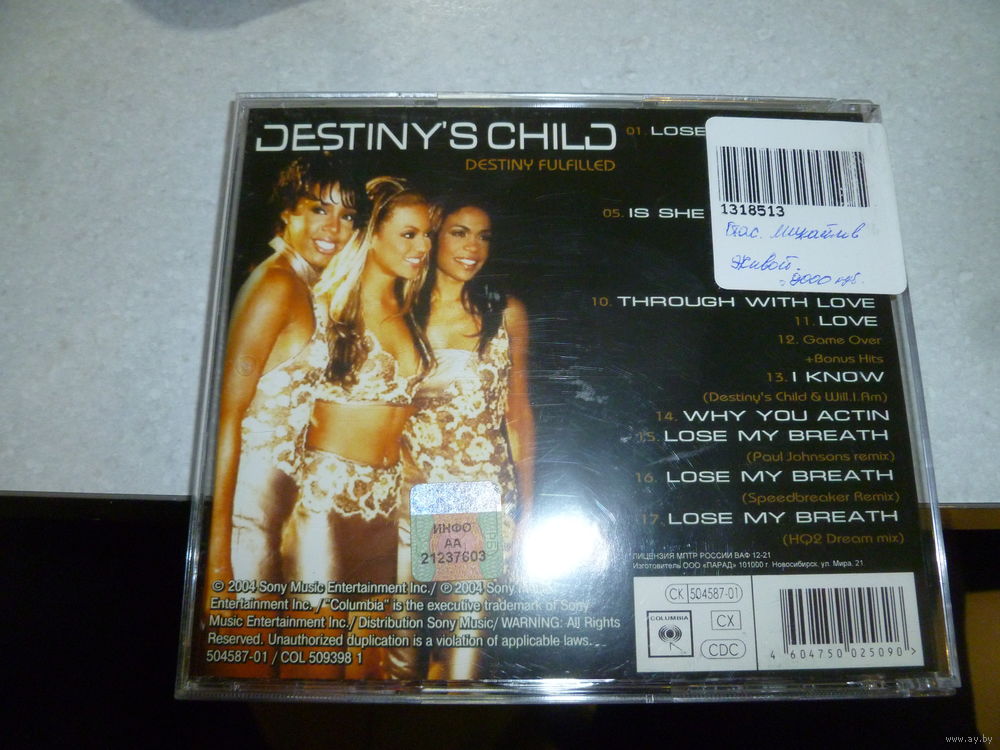 DESTINY'S CHILD
DESTINY FULFILLED
01. LOSE
05. IS SHE
1318513
Живой.
10. THROUGH WITH LOVE
11. LOVE
12. Game Over
+Bonus Hits
13. I KNOW
(Destiny's Child & Will.I.Am)
14. WHY YOU ACTIN
15. LOSE MY BREATH
(Paul Johnsons remix)
16. LOSE MY BREATH
(Speedbreaker Remix)
17. LOSE MY BREATH
(HQ2 Dream mix)
ИНФО
АА
21237603
ЛИЦЕНЗИЯ МПТР РОССИИ ВАФ 12-21
Изготовитель ООО «ПАРАД» 101000 г. Новосибирск. ул. Мира. 21.
© 2004 Sony Music Entertainment Inc./ ℗ 2004 Sony
Entertainment Inc. /"Columbia" is the executive trademark of Sony
Music Entertainment Inc./ Distribution Sony Music/ WARNING: All Rights
Reserved. Unauthorized duplication is a violation of applicable laws.
504587-01 / COL 509398 1
CK 504587-01
COLUMBIA
CX
CDC
4 604750 025090 >
www.ay.by